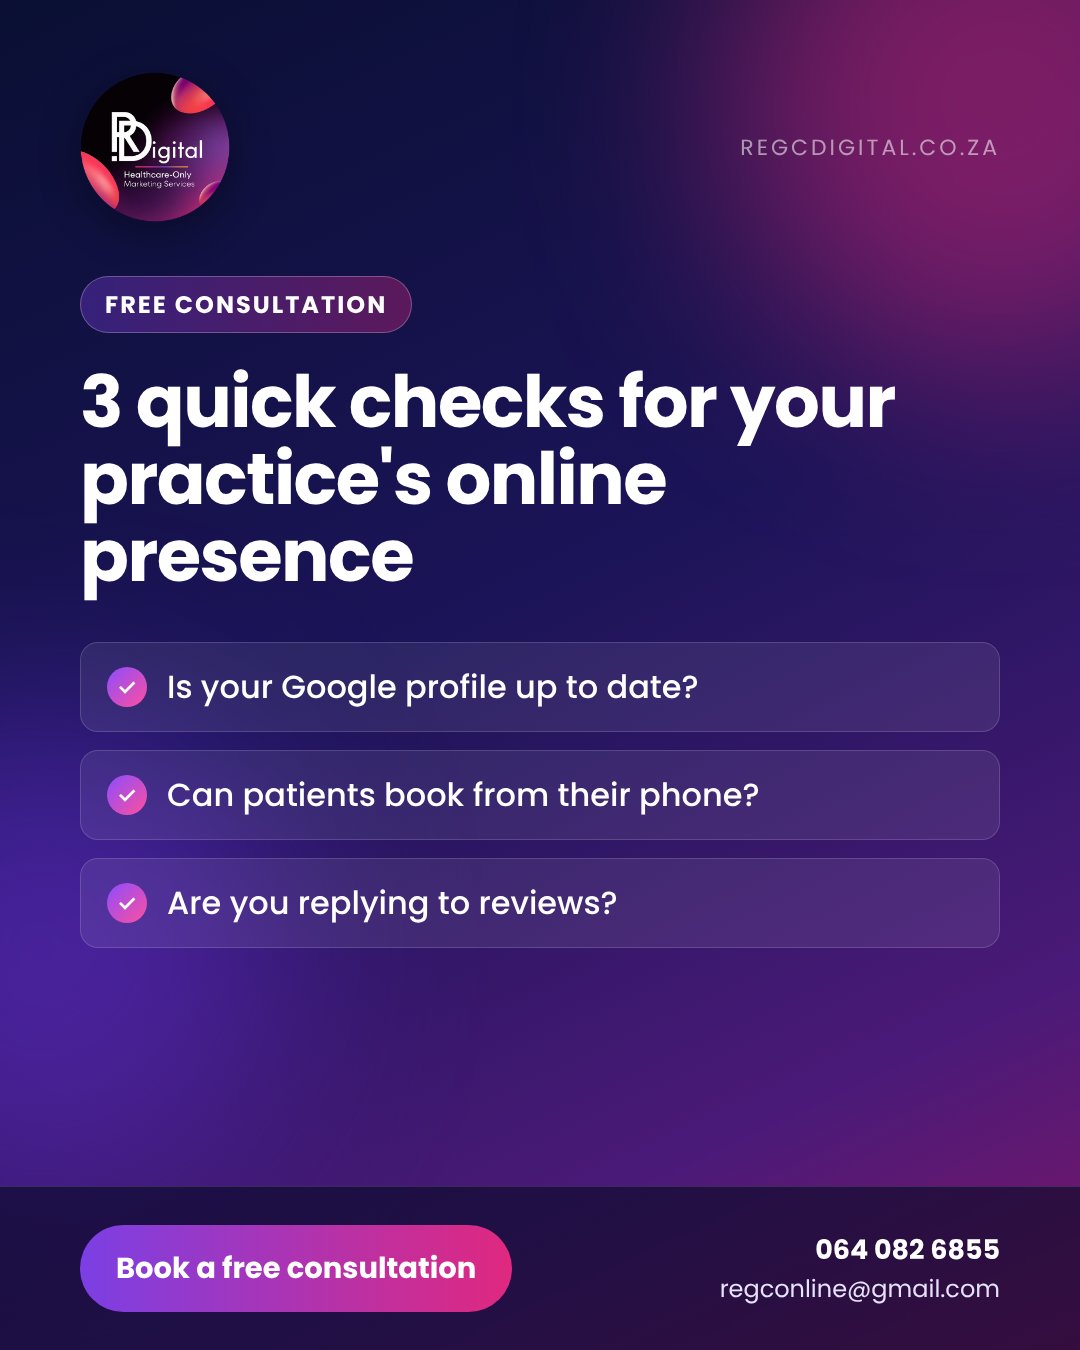 RDigital
Healthcare-Only
Marketing Services
REGCDIGITAL.CO.ZA
FREE CONSULTATION
3 quick checks for your
practice's online
presence
Is your Google profile up to date?
Can patients book from their phone?
Are you replying to reviews?
Book a free consultation
064 082 6855
regconline@gmail.com